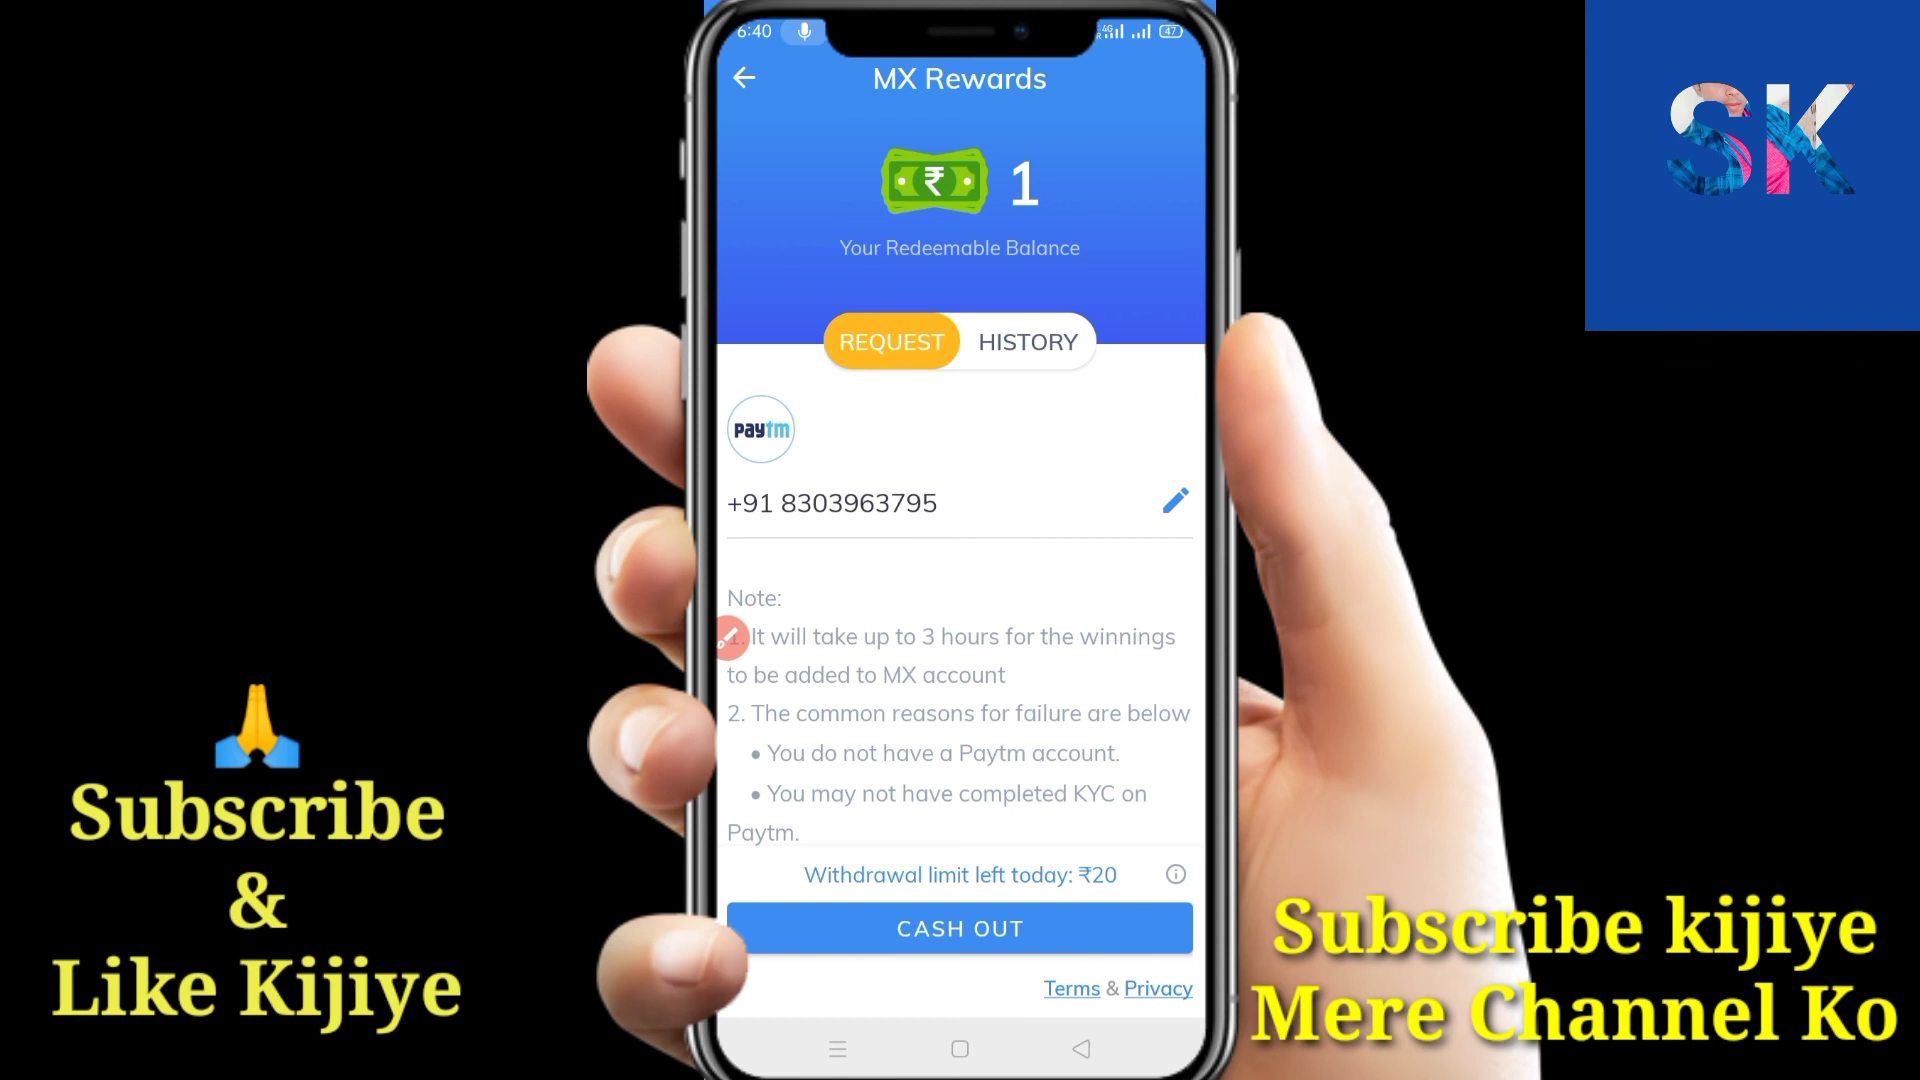 6:40
4G
R
47
MX Rewards
₹ 1
Your Redeemable Balance
REQUEST HISTORY
paytm
+91 8303963795
Note:
1. It will take up to 3 hours for the winnings
to be added to MX account
2. The common reasons for failure are below
• You do not have a Paytm account.
• You may not have completed KYC on
Paytm.
Withdrawal limit left today: ₹20
CASH OUT
Terms & Privacy
SK
Subscribe
&
Like Kijiye
Subscribe kijiye
Mere Channel Ko